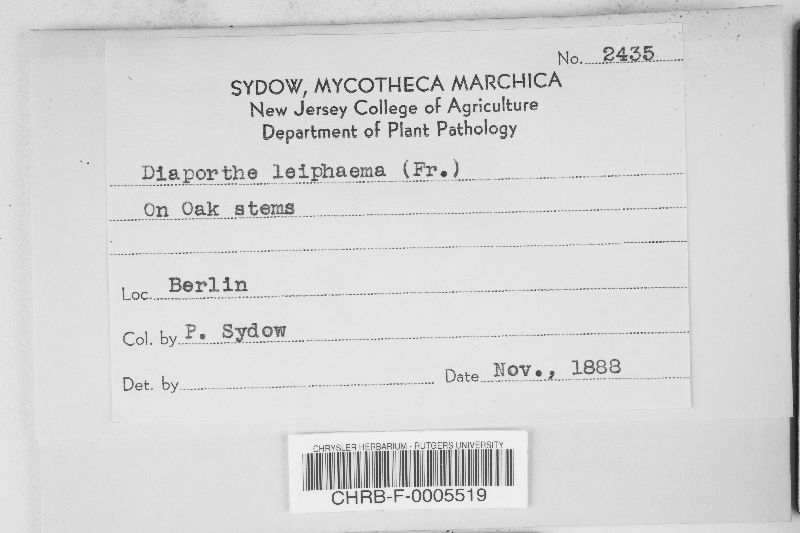 No. 2435
SYDOW, MYCOTHECA MARCHICA
New Jersey College of Agriculture
Department of Plant Pathology
Diaporthe leiphaema (Fr.)
On Oak stems
Loc. Berlin
Col. by P. Sydow
Det. by
Date Nov., 1888
CHRYSLER HERBARIUM - RUTGERS UNIVERSITY
CHRB-F-0005519